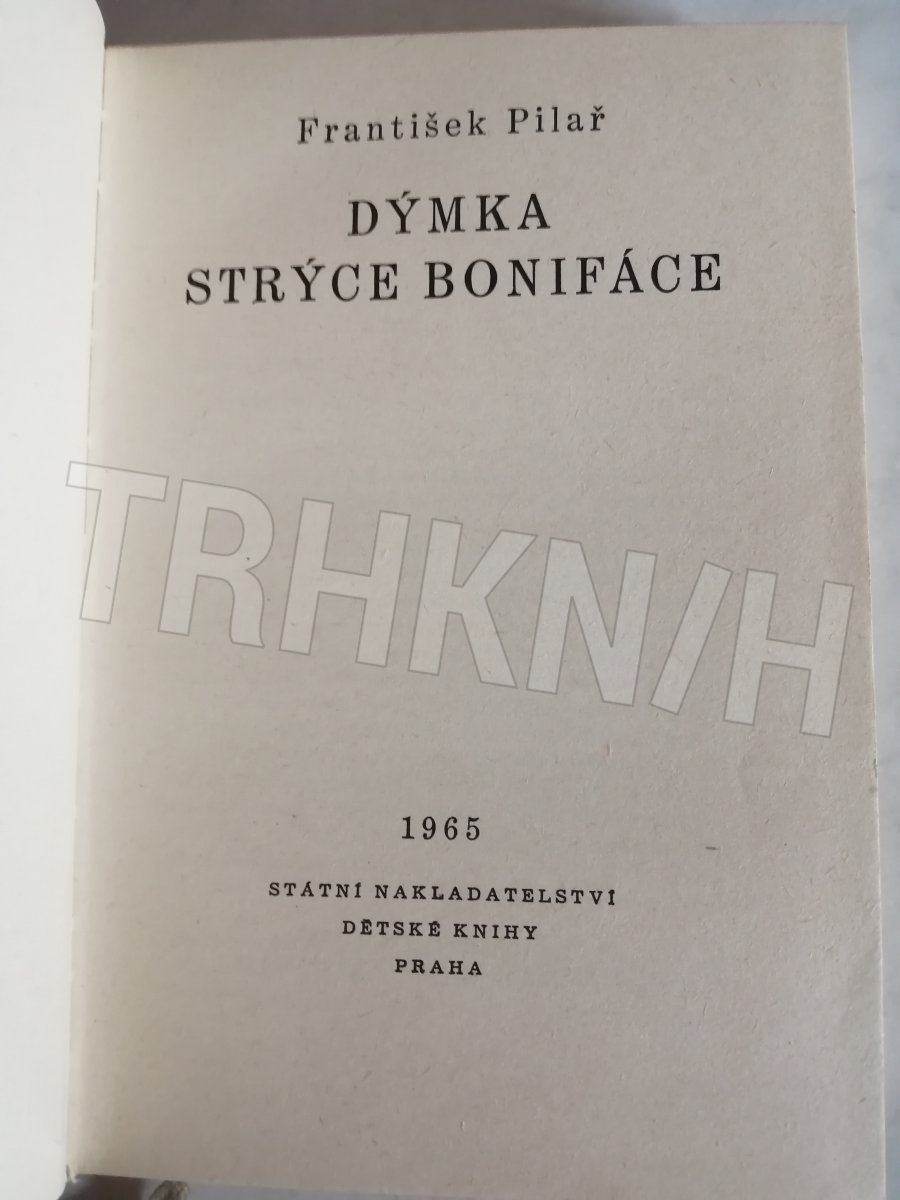 František Pilař
DÝMKA
STRÝCE BONIFÁCE
TRHKNIH
1965
STÁTNÍ NAKLADATELSTVÍ
DĚTSKÉ KNIHY
PRAHA